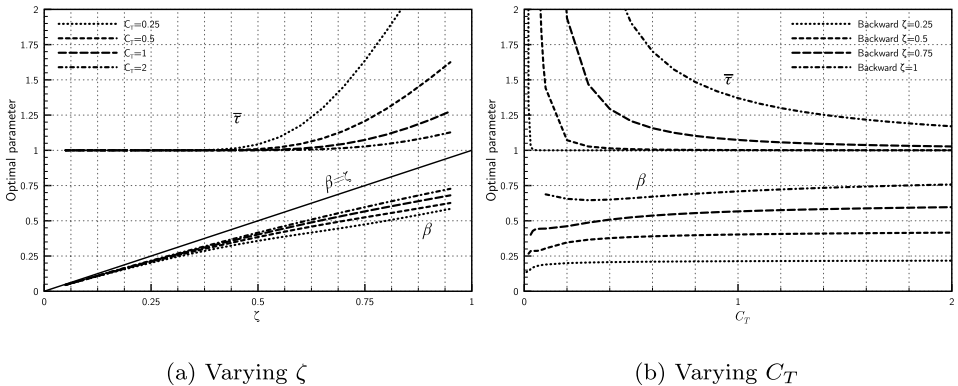 2
1.75
1.5
1.25
1
0.75
0.5
0.25
0
Optimal parameter
C_T=0.25
C_T=0.5
C_T=1
C_T=2
τ̅
β=ζ
β
0 0.25 0.5 0.75 1
ζ
(a) Varying ζ
2
1.75
1.5
1.25
1
0.75
0.5
0.25
0
Optimal parameter
Backward ζ=0.25
Backward ζ=0.5
Backward ζ=0.75
Backward ζ=1
τ̅
β
0 1 2
C_T
(b) Varying C_T